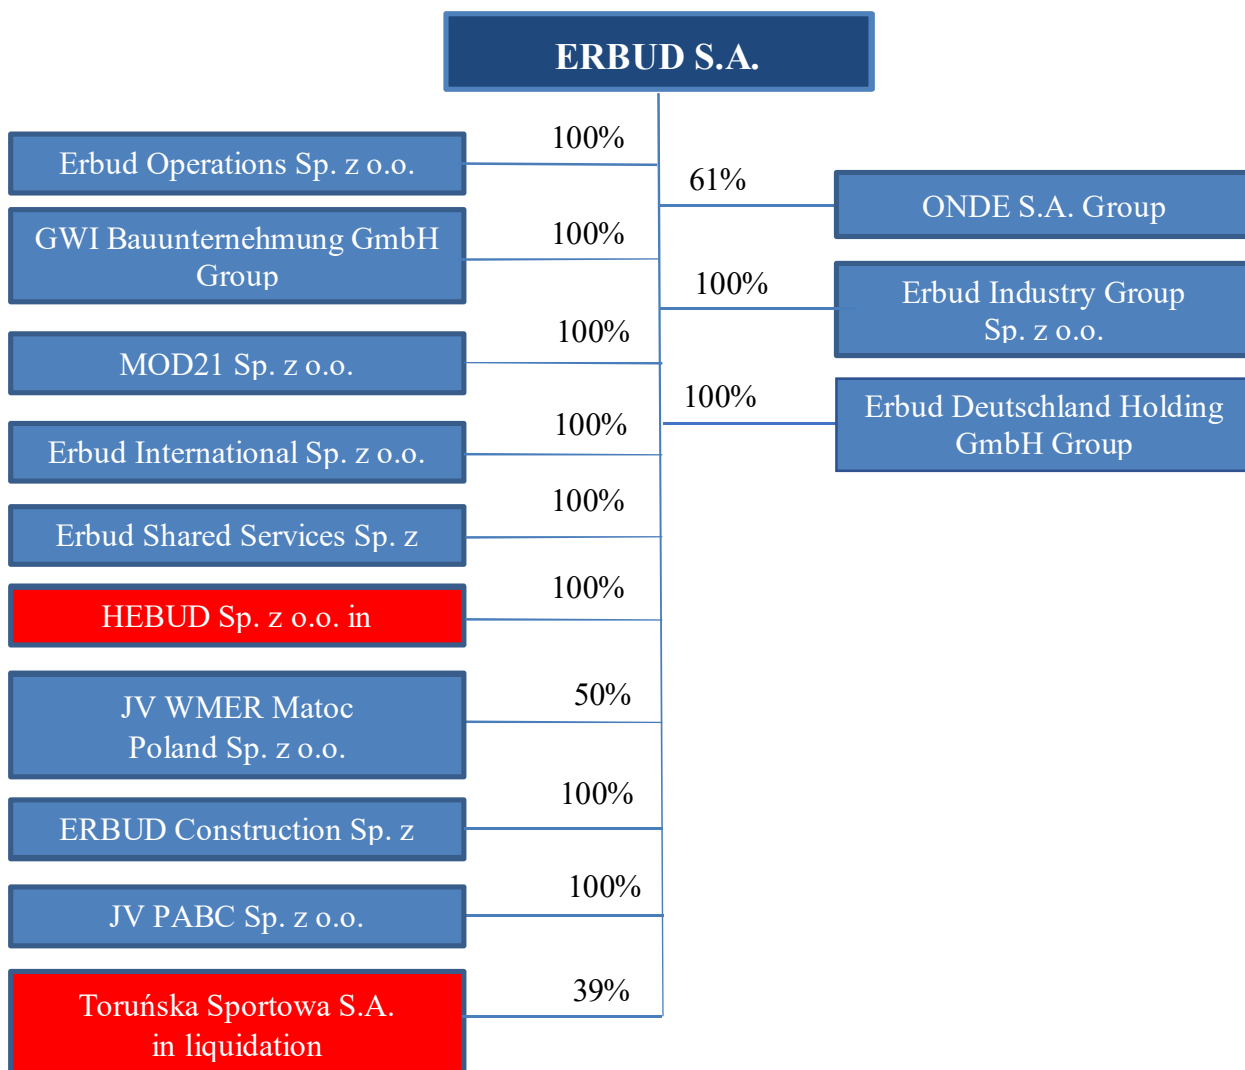 ERBUD S.A.
100%
Erbud Operations Sp. z o.o.
61%
ONDE S.A. Group
100%
GWI Bauunternehmung GmbH
Group
100%
Erbud Industry Group
Sp. z o.o.
100%
MOD21 Sp. z o.o.
100%
Erbud Deutschland Holding
GmbH Group
100%
Erbud International Sp. z o.o.
100%
Erbud Shared Services Sp. z
100%
HEBUD Sp. z o.o. in
50%
JV WMER Matoc
Poland Sp. z o.o.
100%
ERBUD Construction Sp. z
100%
JV PABC Sp. z o.o.
39%
Toruńska Sportowa S.A.
in liquidation